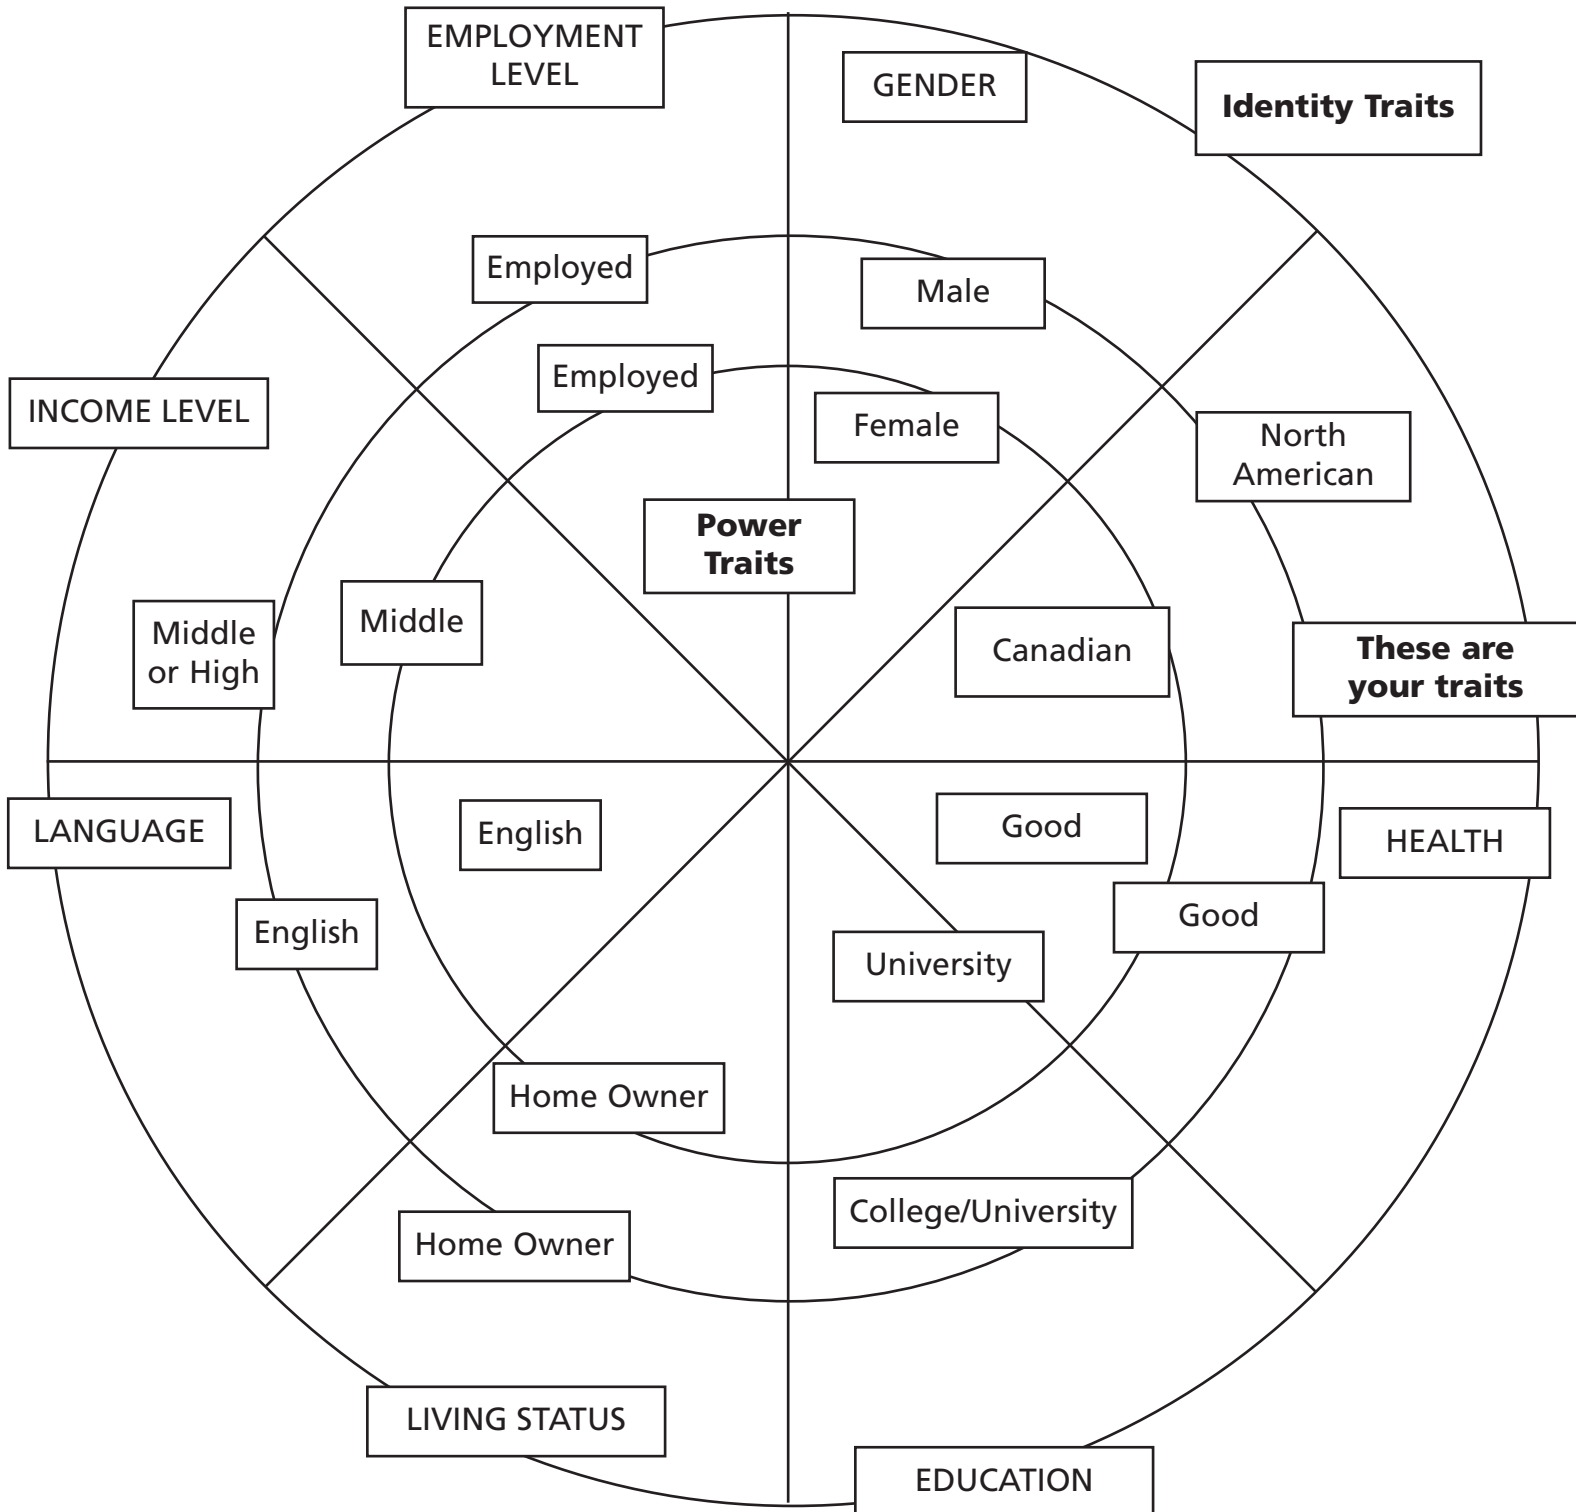 EMPLOYMENT
LEVEL
GENDER
Identity Traits
Employed
Male
Employed
INCOME LEVEL
Female
North
American
Power
Traits
Middle
or High
Middle
Canadian
These are
your traits
LANGUAGE
English
Good
HEALTH
English
University
Good
Home Owner
Home Owner
College/University
LIVING STATUS
EDUCATION